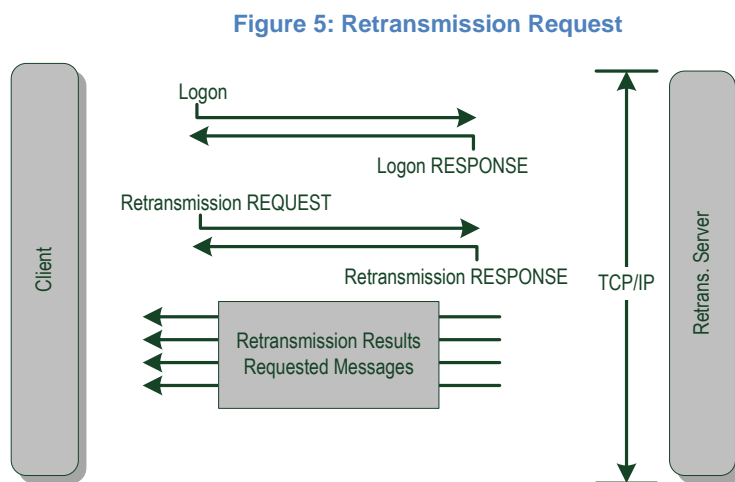 Figure 5: Retransmission Request
Logon
Logon RESPONSE
Retransmission REQUEST
Retransmission RESPONSE
Retransmission Results
Requested Messages
Client
TCP/IP
Retrans. Server